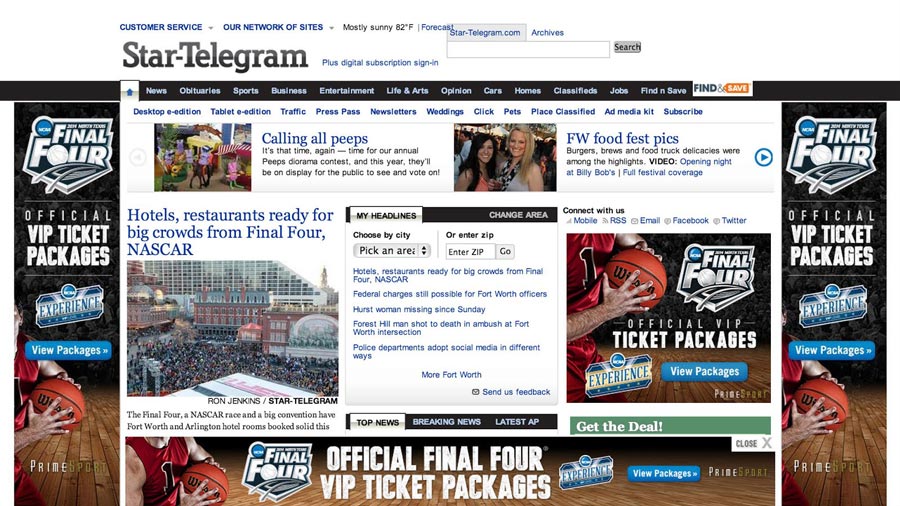 CUSTOMER SERVICE OUR NETWORK OF SITES Mostly sunny 82°F | Forecast
Star-Telegram.com Archives
Star-Telegram
Plus digital subscription sign-in
Search
News Obituaries Sports Business Entertainment Life & Arts Opinion Cars Homes Classifieds Jobs Find n Save FIND & SAVE
Desktop e-edition Tablet e-edition Traffic Press Pass Newsletters Weddings Click Pets Place Classified Ad media kit Subscribe
Calling all peeps
It's that time, again — time for our annual
Peeps diorama contest, and this year, they'll
be on display for the public to see and vote on!
FW food fest pics
Burgers, brews and food truck delicacies were
among the highlights. VIDEO: Opening night
at Billy Bob's | Full festival coverage
NCAA
2014 NORTH TEXAS
FINAL
FOUR
OFFICIAL
VIP TICKET
PACKAGES
NCAA
EXPERIENCE
View Packages »
PRIMESPORT
Hotels, restaurants ready for
big crowds from Final Four,
NASCAR
RON JENKINS / STAR-TELEGRAM
The Final Four, a NASCAR race and a big convention have
Fort Worth and Arlington hotel rooms booked solid this
MY HEADLINES CHANGE AREA
Choose by city Or enter zip
Pick an area Enter ZIP Go
Hotels, restaurants ready for big crowds from Final
Four, NASCAR
Federal charges still possible for Fort Worth officers
Hurst woman missing since Sunday
Forest Hill man shot to death in ambush at Fort
Worth intersection
Police departments adopt social media in different
ways
More Fort Worth
Send us feedback
TOP NEWS BREAKING NEWS LATEST AP
Connect with us
Mobile RSS Email Facebook Twitter
NCAA
2014 NORTH TEXAS
FINAL
FOUR
Wilson
OFFICIAL VIP
TICKET PACKAGES
NCAA
EXPERIENCE
View Packages »
PRIMESPORT
Get the Deal!
NCAA
2014 NORTH TEXAS
FINAL
FOUR
OFFICIAL
VIP TICKET
PACKAGES
NCAA
EXPERIENCE
View Packages »
PRIMESPORT
CLOSE X
NCAA
2014 NORTH TEXAS
FINAL
FOUR
OFFICIAL FINAL FOUR®
VIP TICKET PACKAGES
NCAA
EXPERIENCE
View Packages »
PRIMESPORT